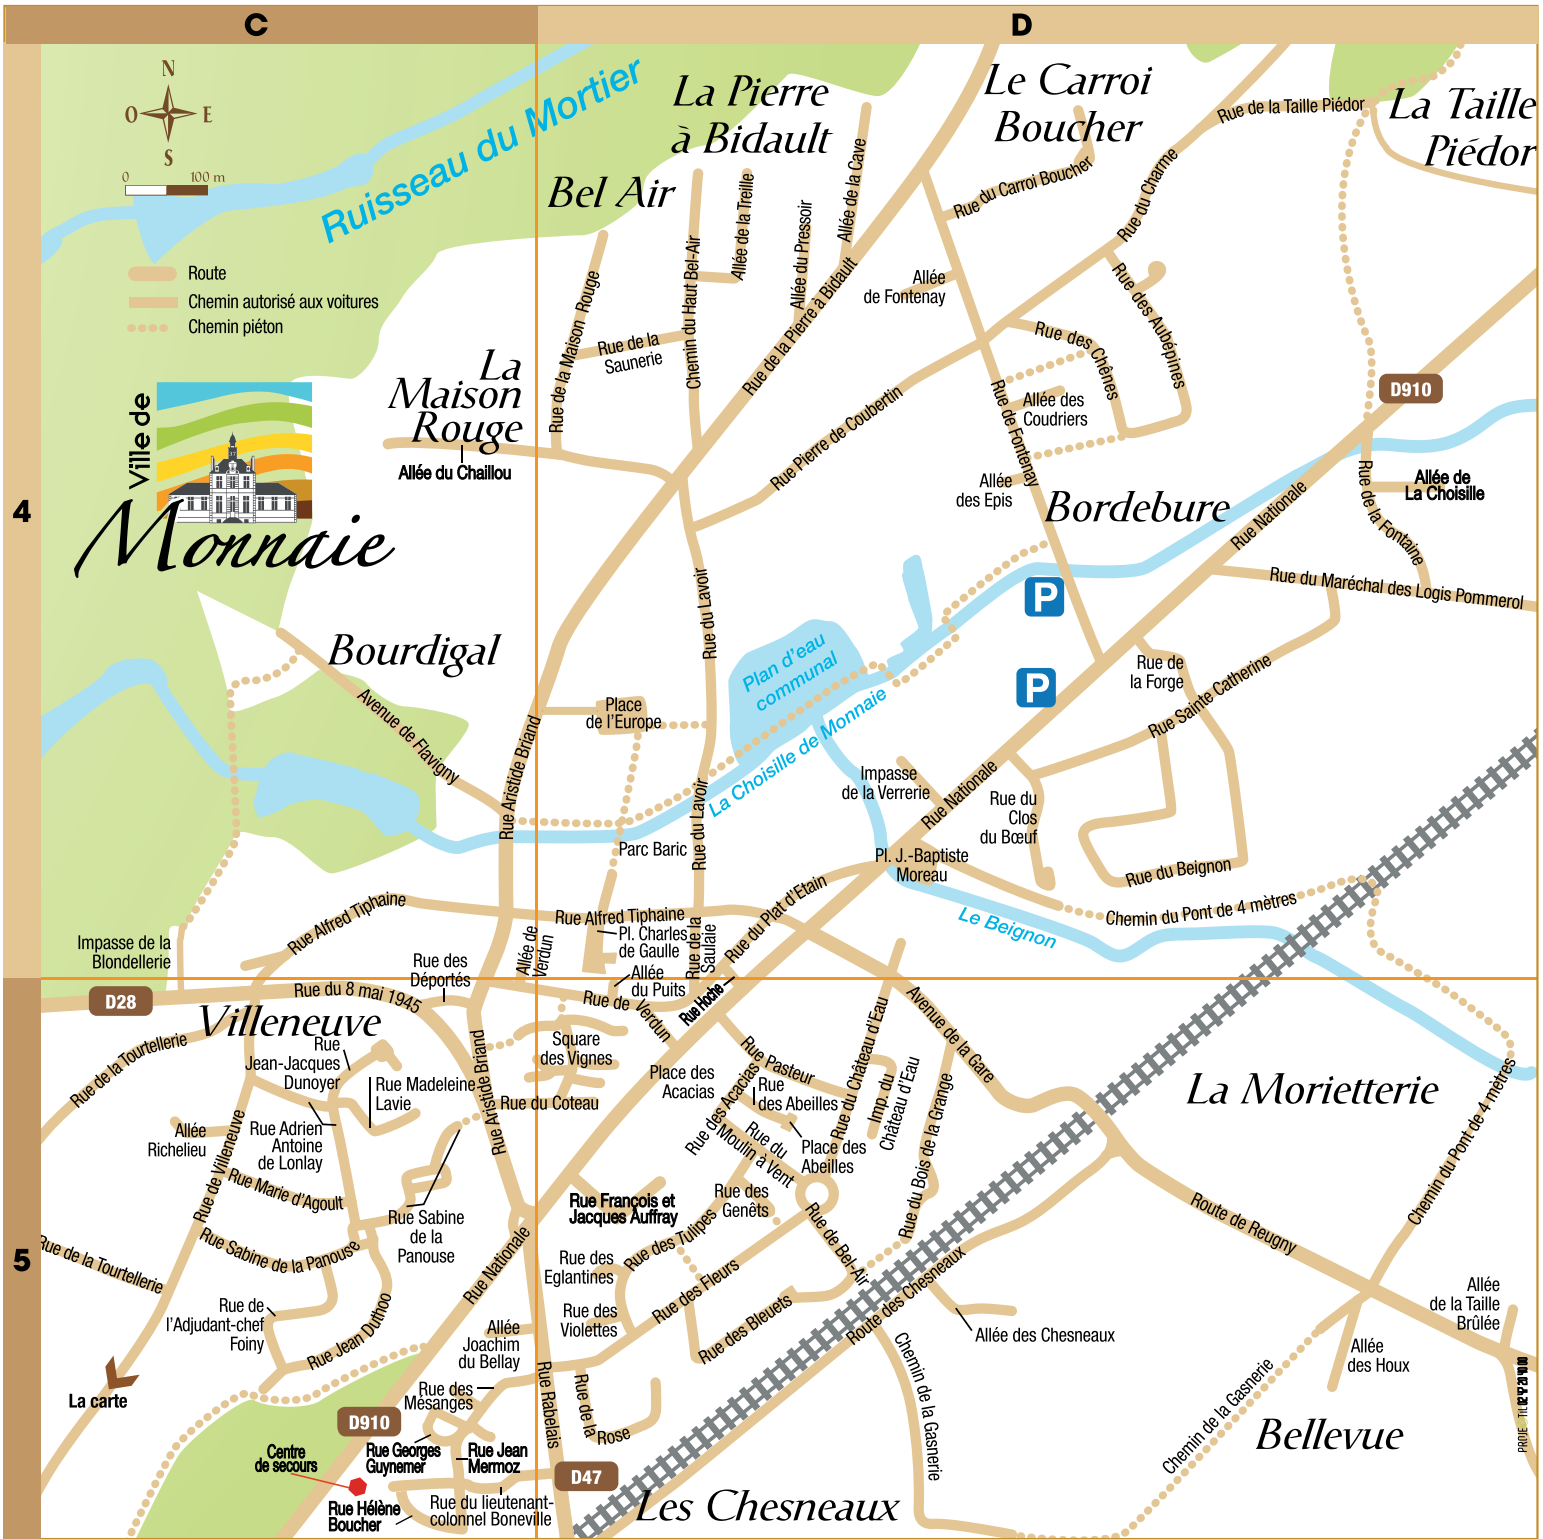 C
D
4
5
N
O
E
S
0
100 m
Route
Chemin autorisé aux voitures
Chemin piéton
Ville de
Monnaie
Ruisseau du Mortier
La Pierre
à Bidault
Bel Air
Le Carroi
Boucher
La Taille
Piédor
Rue de la Taille Piédor
Rue du Carroi Boucher
Rue du Charme
Allée de la Cave
Allée de la Treille
Allée du Pressoir
Chemin du Haut Bel-Air
Rue de la Maison Rouge
Rue de la
Saunerie
Rue de la Pierre à Bidault
Allée
de Fontenay
Rue des Aubépines
Rue des Chênes
Allée des
Coudriers
Rue de Fontenay
Rue Pierre de Coubertin
Allée
des Epis
Bordebure
D910
Allée de
La Choisille
Rue de la Fontaine
Rue Nationale
Rue du Maréchal des Logis Pommerol
La
Maison
Rouge
Allée du Chaillou
Bourdigal
Avenue de Flavigny
Rue Aristide Briand
Place
de l'Europe
Rue du Lavoir
Plan d'eau
communal
La Choisille de Monnaie
P
P
Rue de
la Forge
Rue Sainte Catherine
Impasse
de la Verrerie
Rue Nationale
Rue du
Clos
du Bœuf
Rue du Beignon
Pl. J.-Baptiste
Moreau
Parc Baric
Rue du Lavoir
Le Beignon
Chemin du Pont de 4 mètres
Rue Alfred Tiphaine
Rue Alfred Tiphaine
Pl. Charles
de Gaulle
Rue de la
Saulaie
Rue du Plat d'Etain
Allée de
Verdun
Allée
du Puits
Impasse de la
Blondellerie
Rue des
Déportés
D28
Rue du 8 mai 1945
Rue de Verdun
Rue Hoche
Villeneuve
Rue
Jean-Jacques
Dunoyer
Rue Madeleine
Lavie
Rue de la Tourtellerie
Rue Adrien
Antoine
de Lonlay
Allée
Richelieu
Rue de Villeneuve
Rue Marie d'Agoult
Rue Sabine
de la
Panouse
Rue Sabine de la Panouse
Rue de la Tourtellerie
Rue de
l'Adjudant-chef
Foiny
Rue Jean Duthoo
La carte
Rue Aristide Briand
Square
des Vignes
Rue du Coteau
Place des
Acacias
Rue Pasteur
Rue
des Abeilles
Rue des Acacias
Rue du
Moulin à Vent
Place des
Abeilles
Rue du Château d'Eau
Imp. du
Château d'Eau
Avenue de la Gare
Rue du Bois de la Grange
La Morietterie
Chemin du Pont de 4 mètres
Route de Reugny
Rue François et
Jacques Auffray
Rue des
Genêts
Rue des Tulipes
Rue de Bel-Air
Rue des
Eglantines
Rue des Fleurs
Rue des
Violettes
Rue des Bleuets
Route des Chesneaux
Allée des Chesneaux
Chemin de la Gasnerie
Chemin de la Gasnerie
Allée
des Houx
Allée
de la Taille
Brûlée
Bellevue
Rue Nationale
Allée
Joachim
du Bellay
Rue des
Mésanges
Rue Rabelais
Rue de la
Rose
D910
Rue Georges
Guynemer
Rue Jean
Mermoz
Centre
de secours
Rue Hélène
Boucher
Rue du lieutenant-
colonnel Boneville
D47
Les Chesneaux